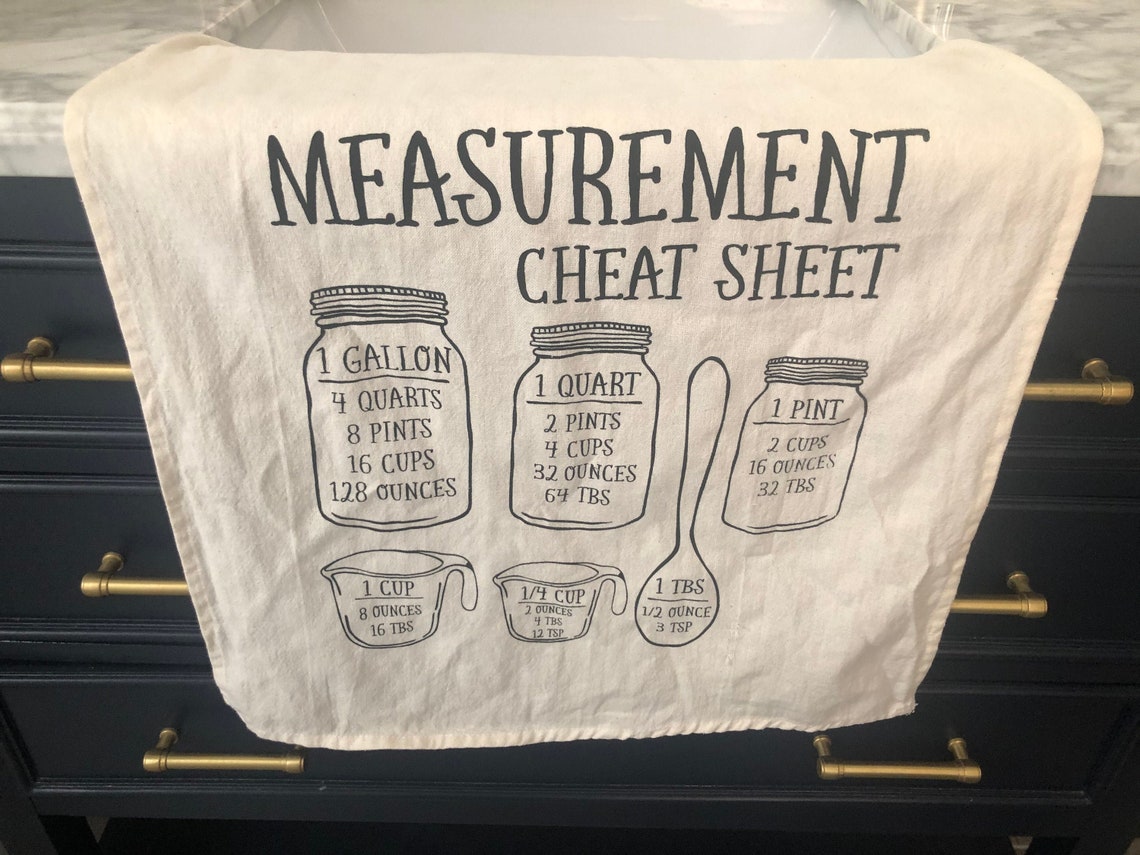 MEASUREMENT
CHEAT SHEET
1 GALLON
4 QUARTS
8 PINTS
16 CUPS
128 OUNCES
1 QUART
2 PINTS
4 CUPS
32 OUNCES
64 TBS
1 PINT
2 CUPS
16 OUNCES
32 TBS
1 CUP
8 OUNCES
16 TBS
1/4 CUP
2 OUNCES
4 TBS
12 TSP
1 TBS
1/2 OUNCE
3 TSP